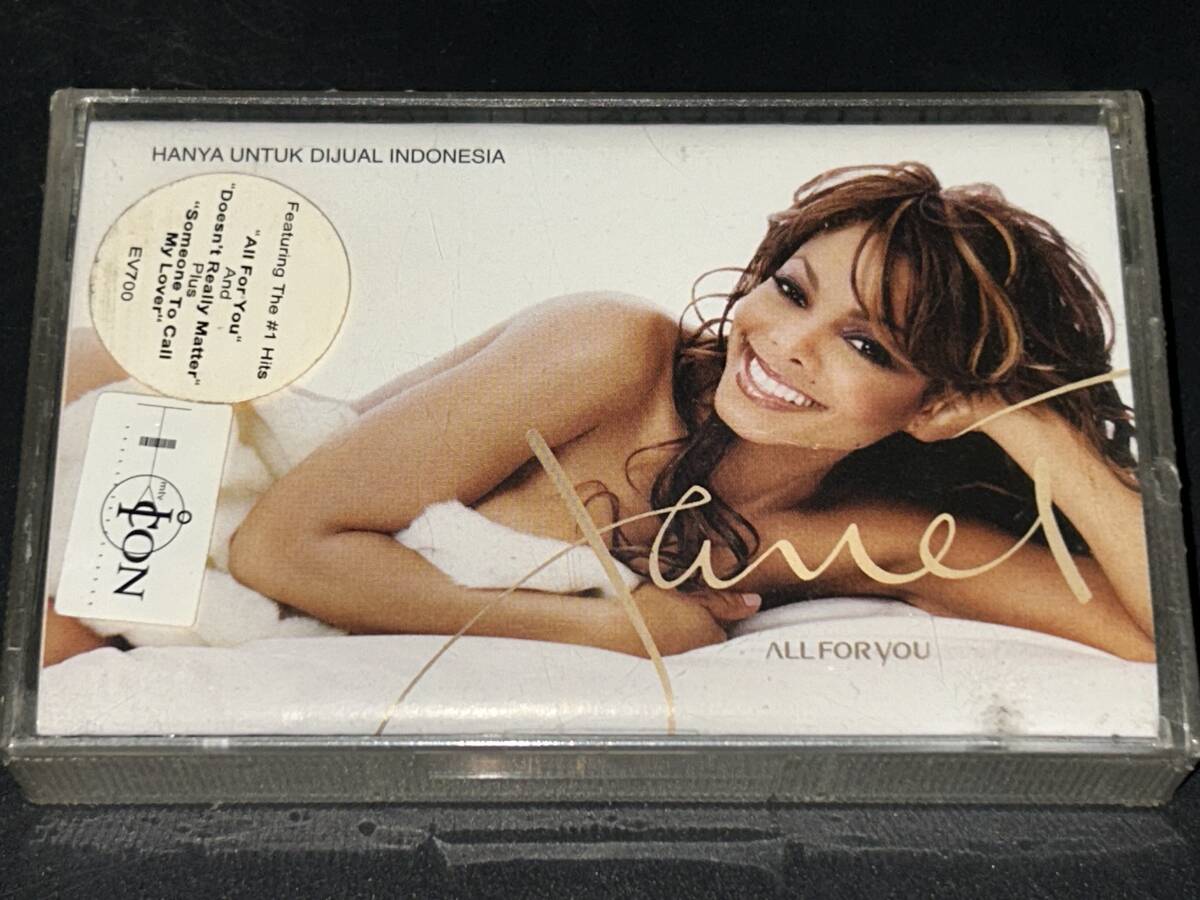 HANYA UNTUK DIJUAL INDONESIA
Featuring The #1 Hits
"All For You"
And
"Doesn't Really Matter"
Plus
"Someone To Call
My Lover"
EV700
mtv
ICON
Janet
ALL FOR YOU